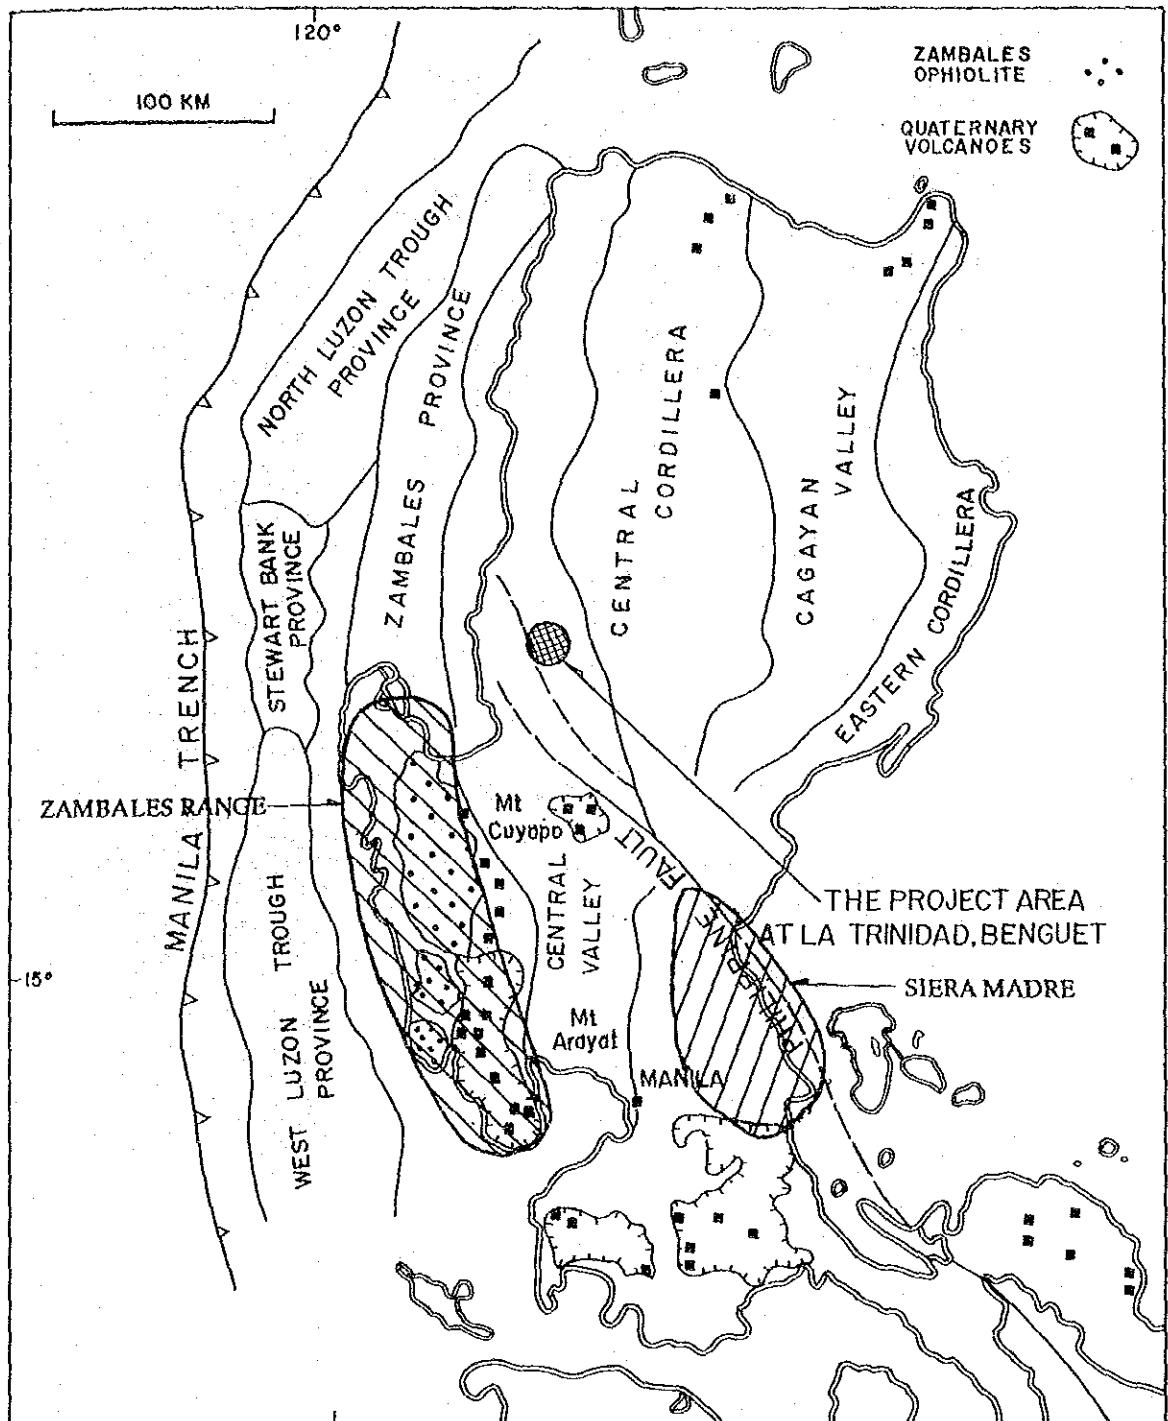 120°
100 KM
ZAMBALES
OPHIOLITE
QUATERNARY
VOLCANOES
NORTH LUZON TROUGH
PROVINCE
ZAMBALES PROVINCE
CENTRAL
CORDILLERA
CAGAYAN
VALLEY
EASTERN CORDILLERA
STEWART BANK
PROVINCE
MANILA TRENCH
ZAMBALES RANGE
Mt
Cuyopo
CENTRAL
VALLEY
PHILIPPINE FAULT
THE PROJECT AREA
AT LA TRINIDAD, BENGUET
SIERA MADRE
15°
WEST LUZON TROUGH
PROVINCE
Mt
Arayat
MANILA